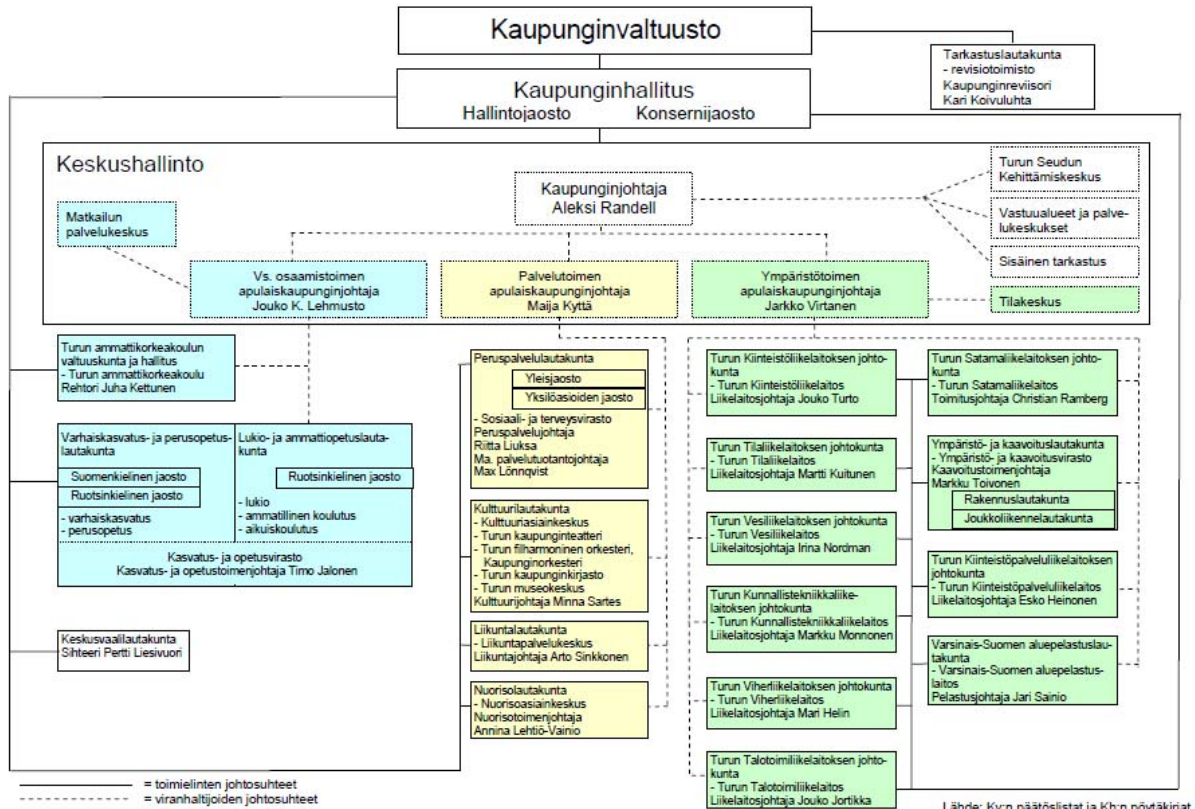 Kaupunginvaltuusto
Tarkastuslautakunta
- revisiotoimisto
Kaupunginreviisori
Kari Koivuluhta
Kaupunginhallitus
Hallintojaosto Konsernijaosto
Keskushallinto
Kaupunginjohtaja
Aleksi Randell
Turun Seudun
Kehittämiskeskus
Vastuualueet ja palve-
lukeskukset
Sisäinen tarkastus
Matkailun
palvelukeskus
Vs. osaamistoimen
apulaiskaupunginjohtaja
Jouko K. Lehmusto
Palvelutoimen
apulaiskaupunginjohtaja
Maija Kyttä
Ympäristötoimen
apulaiskaupunginjohtaja
Jarkko Virtanen
Tilakeskus
Turun ammattikorkeakoulun
valtuuskunta ja hallitus
- Turun ammattikorkeakoulu
Rehtori Juha Kettunen
Varhaiskasvatus- ja perusopetus-
lautakunta
Suomenkielinen jaosto
Ruotsinkielinen jaosto
- varhaiskasvatus
- perusopetus
Lukio- ja ammattiopetuslauta-
kunta
Ruotsinkielinen jaosto
- lukio
- ammatillinen koulutus
- aikuiskoulutus
Kasvatus- ja opetusvirasto
Kasvatus- ja opetustoimenjohtaja Timo Jalonen
Keskusvaalilautakunta
Sihteeri Pertti Liesivuori
Peruspalvelulautakunta
Yleisjaosto
Yksilöasioiden jaosto
- Sosiaali- ja terveysvirasto
Peruspalvelujohtaja
Riitta Liuksa
Ma. palvelutuotantojohtaja
Max Lönnqvist
Kulttuurilautakunta
- Kulttuuriasiainkeskus
- Turun kaupunginteatteri
- Turun filharmoninen orkesteri,
Kaupunginorkesteri
- Turun kaupunginkirjasto
- Turun museokeskus
Kulttuurijohtaja Minna Sartes
Liikuntalautakunta
- Liikuntapalvelukeskus
Liikuntajohtaja Arto Sinkkonen
Nuorisolautakunta
- Nuorisoasiainkeskus
Nuorisotoimenjohtaja
Annina Lehtiö-Vainio
Turun Kiinteistöliikelaitoksen johto-
kunta
- Turun Kiinteistöliikelaitos
Liikelaitosjohtaja Jouko Turto
Turun Tilaliikelaitoksen johtokunta
- Turun Tilaliikelaitos
Liikelaitosjohtaja Martti Kuitunen
Turun Vesiliikelaitoksen johtokunta
- Turun Vesiliikelaitos
Liikelaitosjohtaja Irina Nordman
Turun Kunnallistekniikkaliike-
laitoksen johtokunta
- Turun Kunnallistekniikkaliikelaitos
Liikelaitosjohtaja Markku Monnonen
Turun Viherliikelaitoksen johtokunta
- Turun Viherliikelaitos
Liikelaitosjohtaja Mari Helin
Turun Talotoimiliikelaitoksen johto-
kunta
- Turun Talotoimiliikelaitos
Liikelaitosjohtaja Jouko Jortikka
Turun Satamaliikelaitoksen johto-
kunta
- Turun Satamaliikelaitos
Toimitusjohtaja Christian Ramberg
Ympäristö- ja kaavoituslautakunta
- Ympäristö- ja kaavoitusvirasto
Kaavoitustoimenjohtaja
Markku Toivonen
Rakennuslautakunta
Joukkoliikennelautakunta
Turun Kiinteistöpalveluliikelaitoksen
johtokunta
- Turun Kiinteistöpalveluliikelaitos
Liikelaitosjohtaja Esko Heinonen
Varsinais-Suomen aluepelastuslau-
takunta
- Varsinais-Suomen aluepelastus-
laitos
Pelastusjohtaja Jari Sainio
= toimielinten johtosuhteet
= viranhaltijoiden johtosuhteet
Lähde: Kv:n päätöslistat ja Kh:n pöytäkirjat